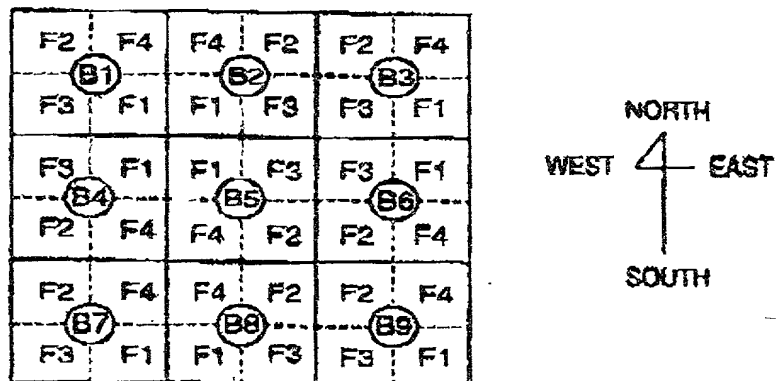 F2 F4 F4 F2 F2 F4
B1 B2 B3
F3 F1 F1 F3 F3 F1
NORTH
F3 F1 F1 F3 F3 F1
WEST EAST
B4 B5 B6
F2 F4 F4 F2 F2 F4
SOUTH
F2 F4 F4 F2 F2 F4
B7 B8 B9
F3 F1 F1 F3 F3 F1